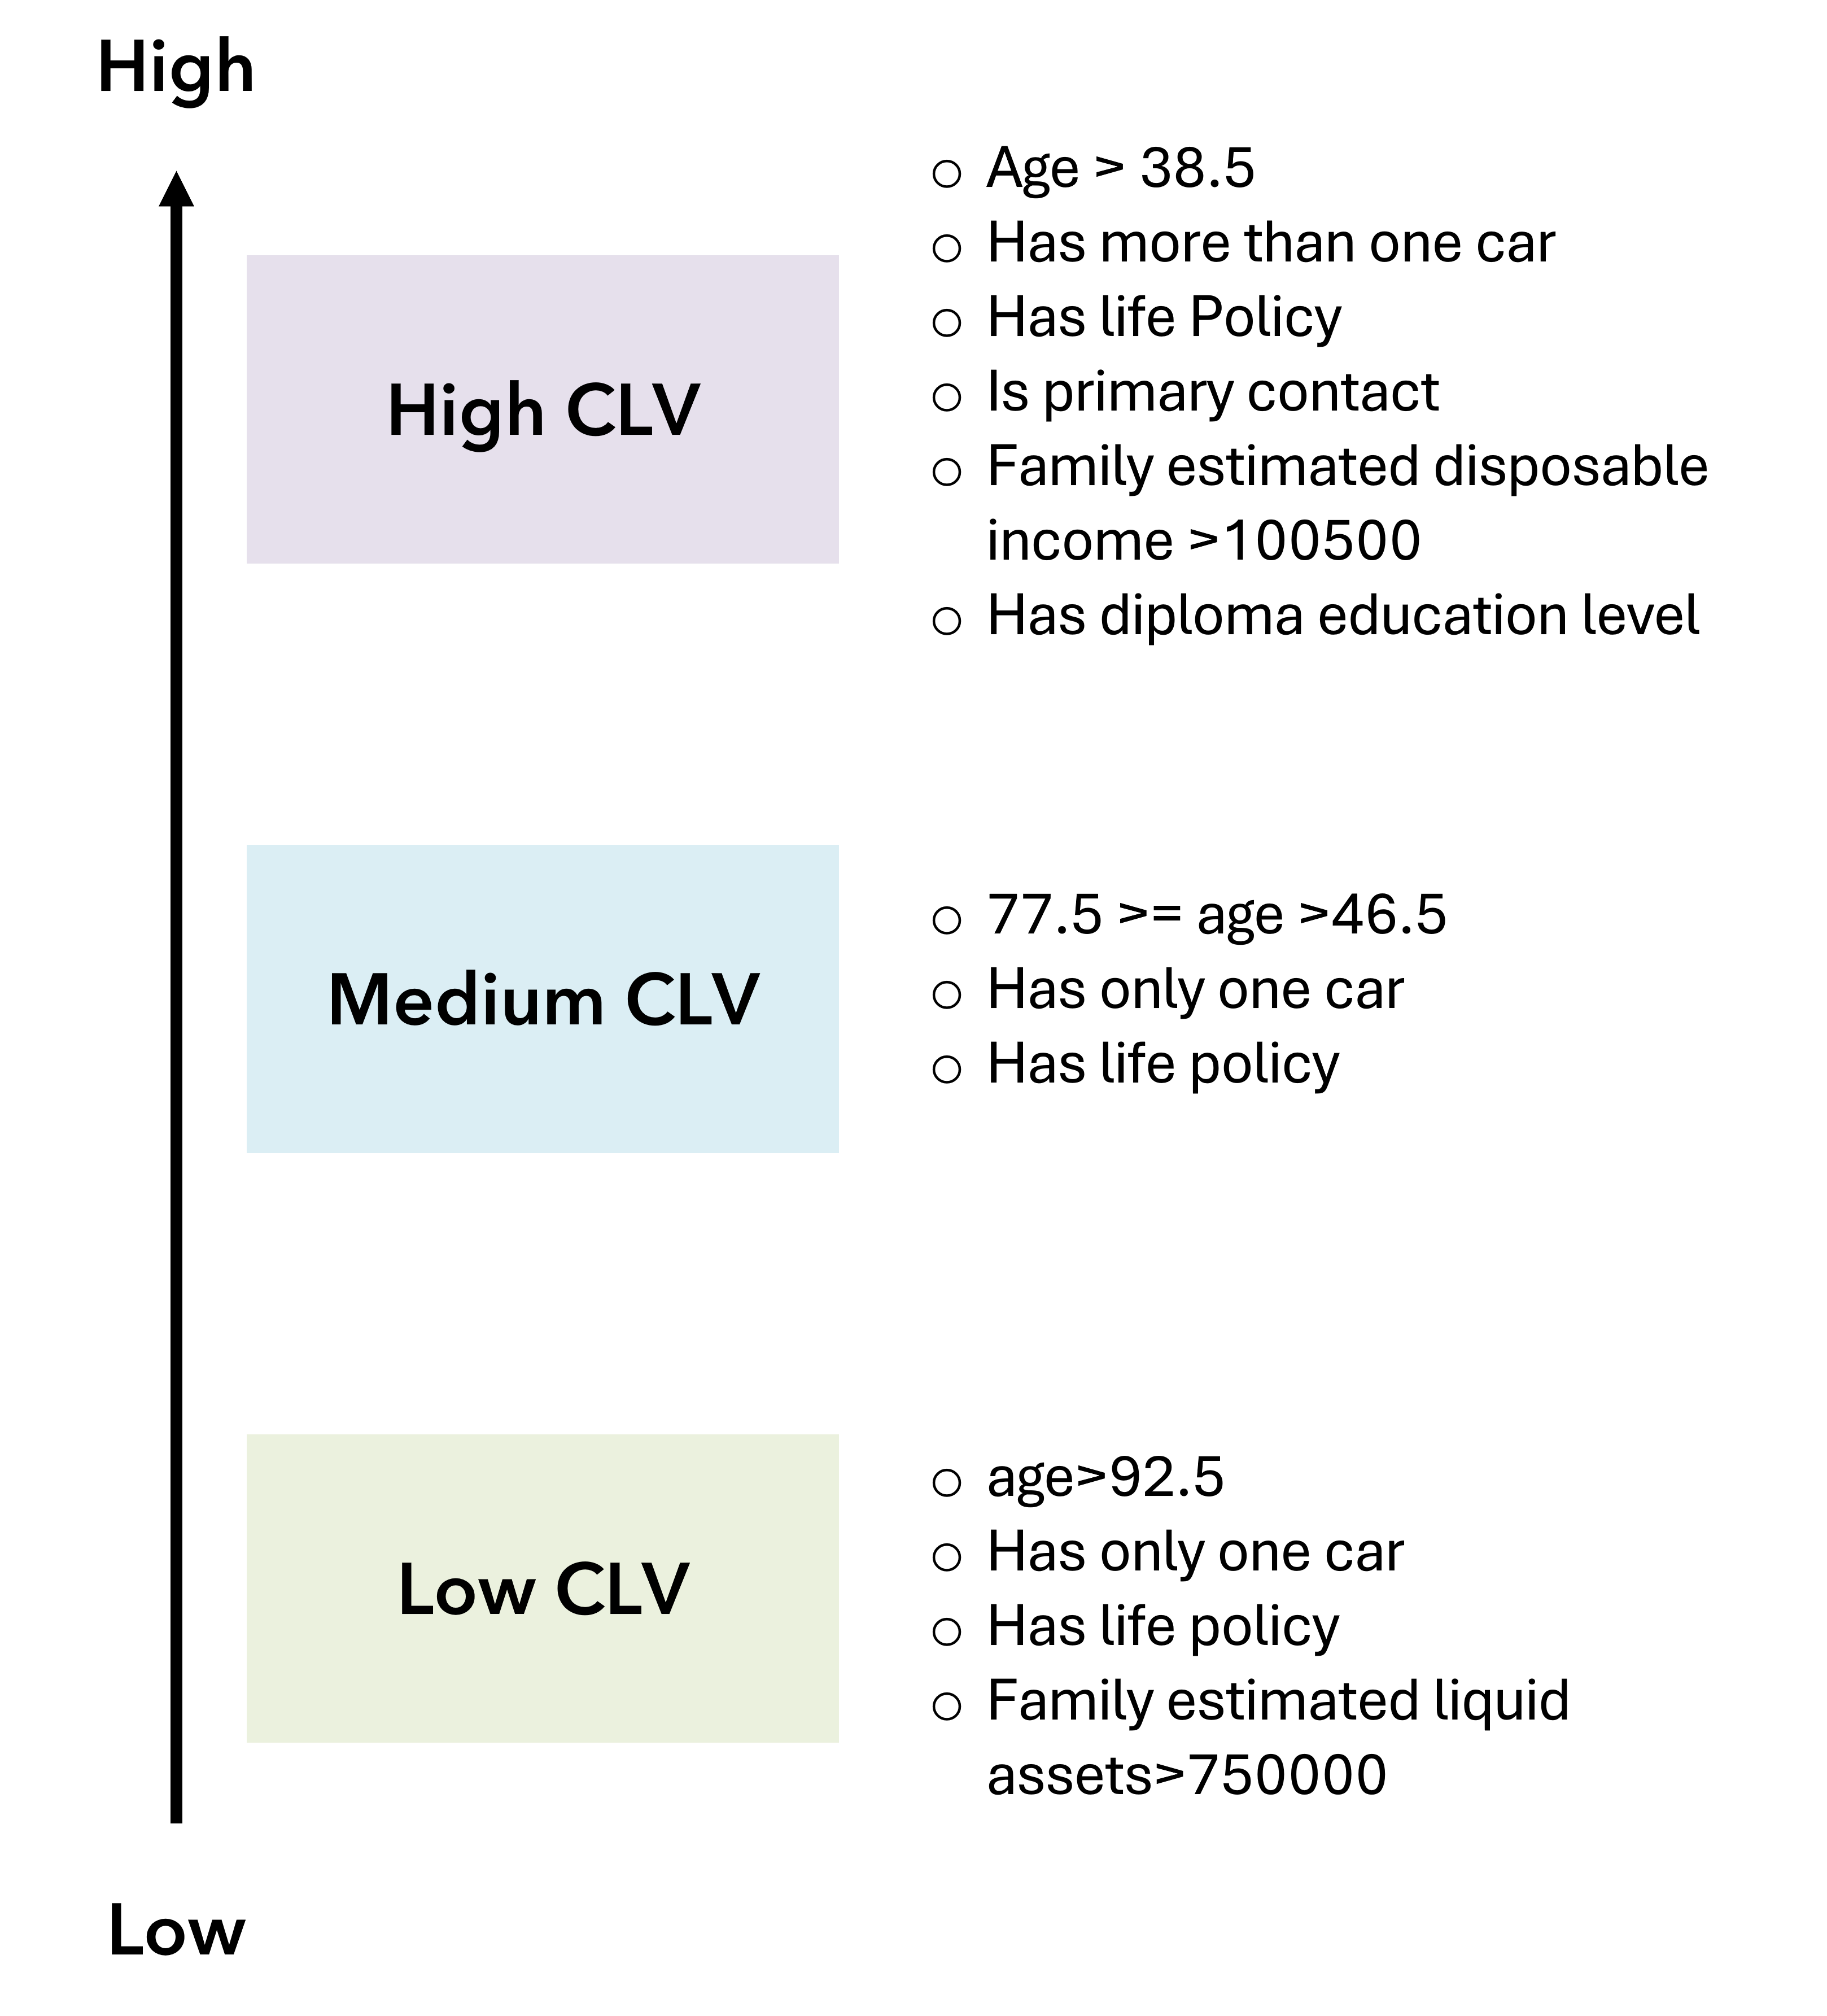 High
High CLV
○ Age > 38.5
○ Has more than one car
○ Has life Policy
○ Is primary contact
○ Family estimated disposable
income >100500
○ Has diploma education level
Medium CLV
○ 77.5 >= age >46.5
○ Has only one car
○ Has life policy
Low CLV
○ age>92.5
○ Has only one car
○ Has life policy
○ Family estimated liquid
assets>750000
Low